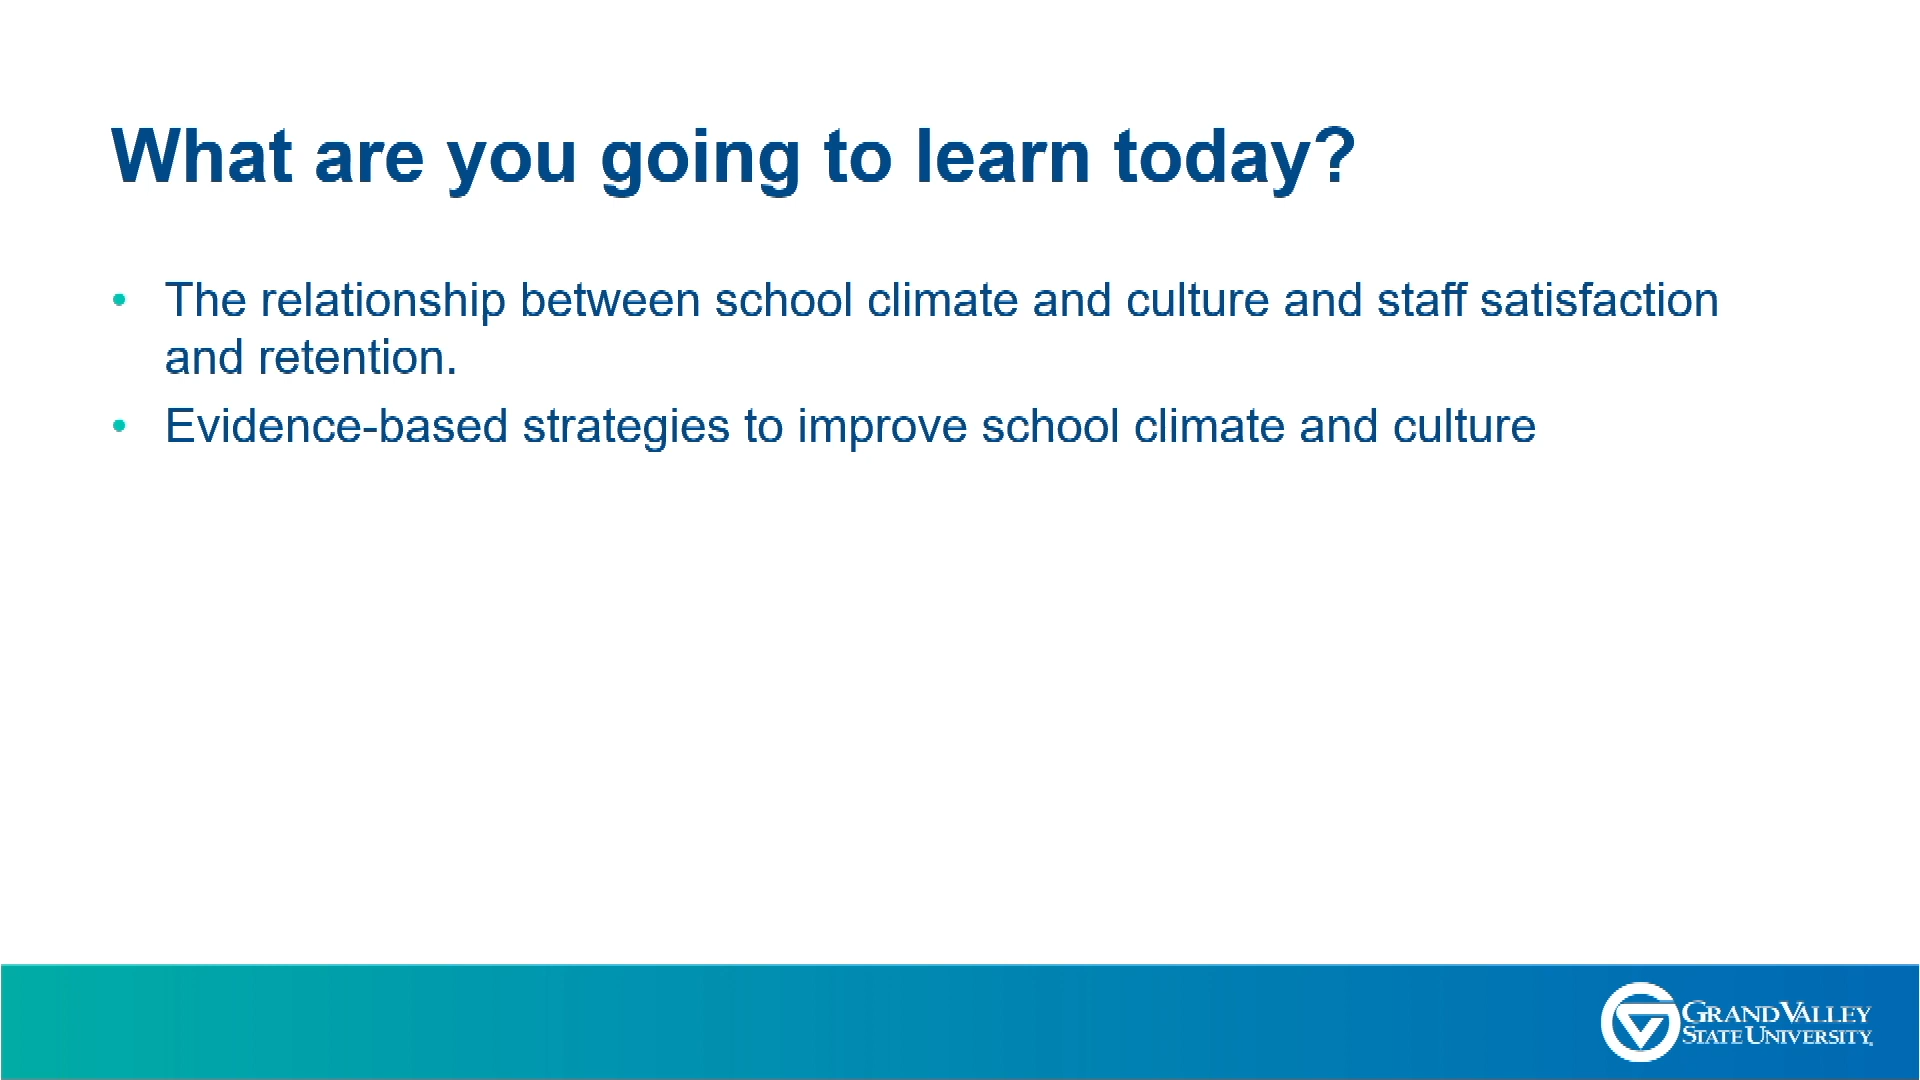 What are you going to learn today?
• The relationship between school climate and culture and staff satisfaction
and retention.
• Evidence-based strategies to improve school climate and culture
GRAND VALLEY
STATE UNIVERSITY.